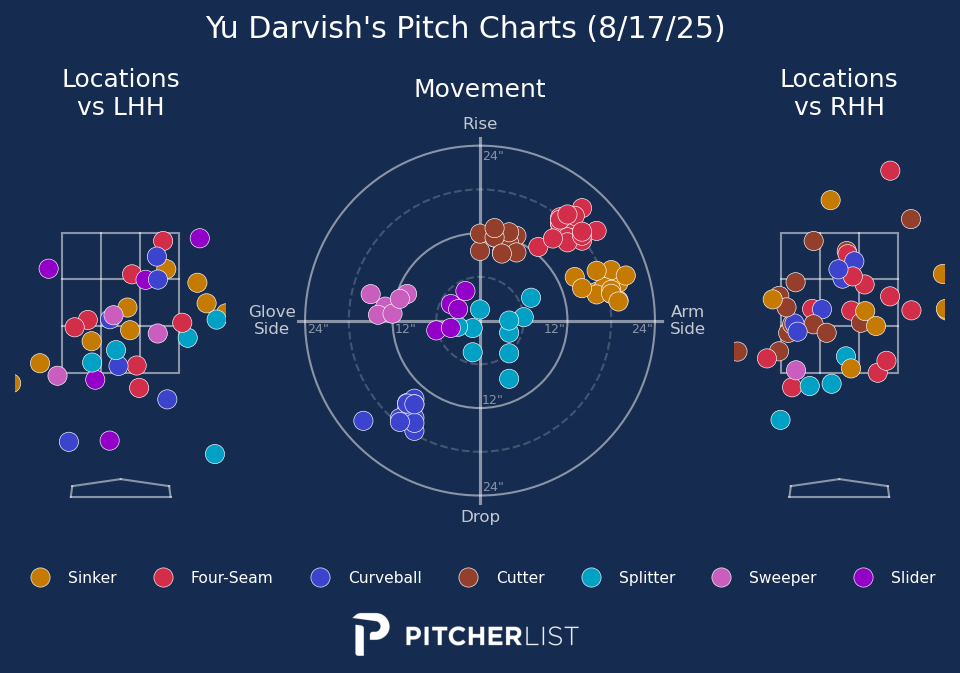 Yu Darvish's Pitch Charts (8/17/25)
Locations
vs LHH
Movement
Locations
vs RHH
Rise
24"
Glove
Side
24"
12"
12"
24"
Arm
Side
12"
24"
Drop
Sinker
Four-Seam
Curveball
Cutter
Splitter
Sweeper
Slider
PITCHERLIST